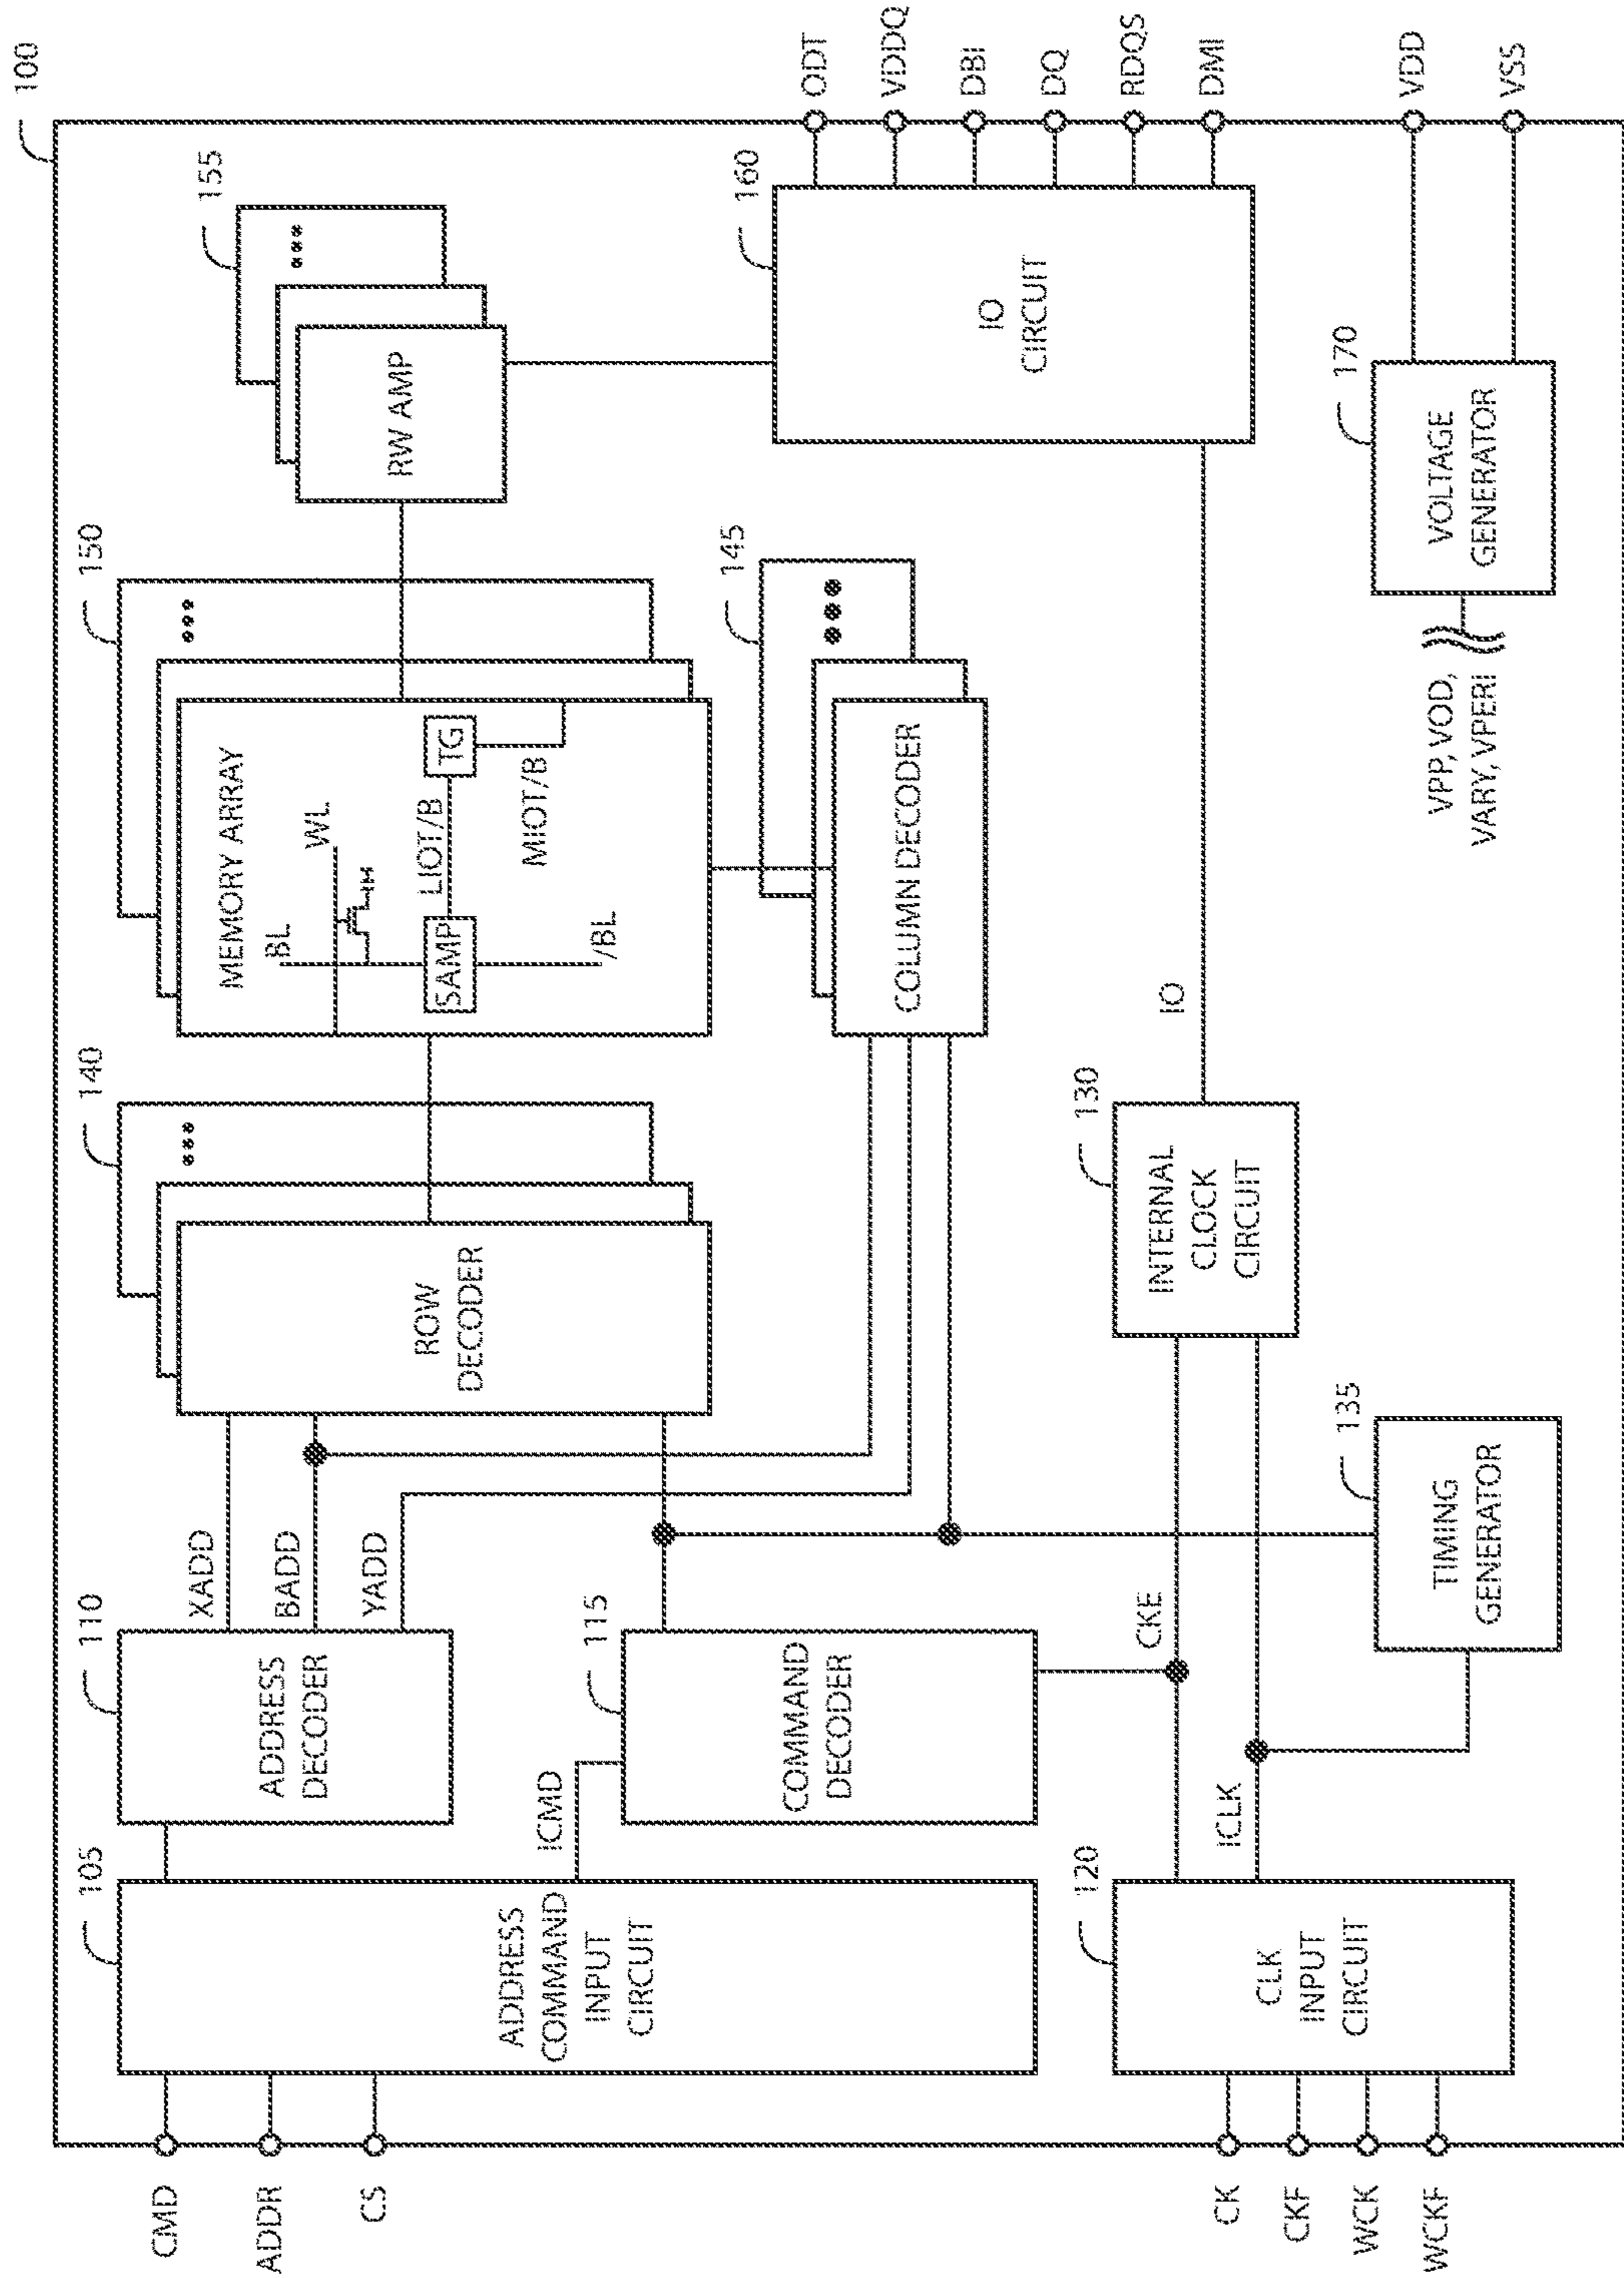 100
CMD
ADDR
CS
105
ADDRESS
COMMAND
INPUT
CIRCUIT
110
ADDRESS
DECODER
XADD
BADD
YADD
ICMD
115
COMMAND
DECODER
140
ROW
DECODER
150
MEMORY ARRAY
BL
WL
SAMP
LIOT/B
TG
MIOT/B
/BL
155
RW AMP
145
COLUMN DECODER
160
IO
CIRCUIT
ODT
VDDQ
DBI
DQ
RDQS
DMI
VDD
VSS
CK
CKF
WCK
WCKF
120
CLK
INPUT
CIRCUIT
CKE
ICLK
130
INTERNAL
CLOCK
CIRCUIT
IO
135
TIMING
GENERATOR
170
VOLTAGE
GENERATOR
VPP, VOD,
VARY, VPERI